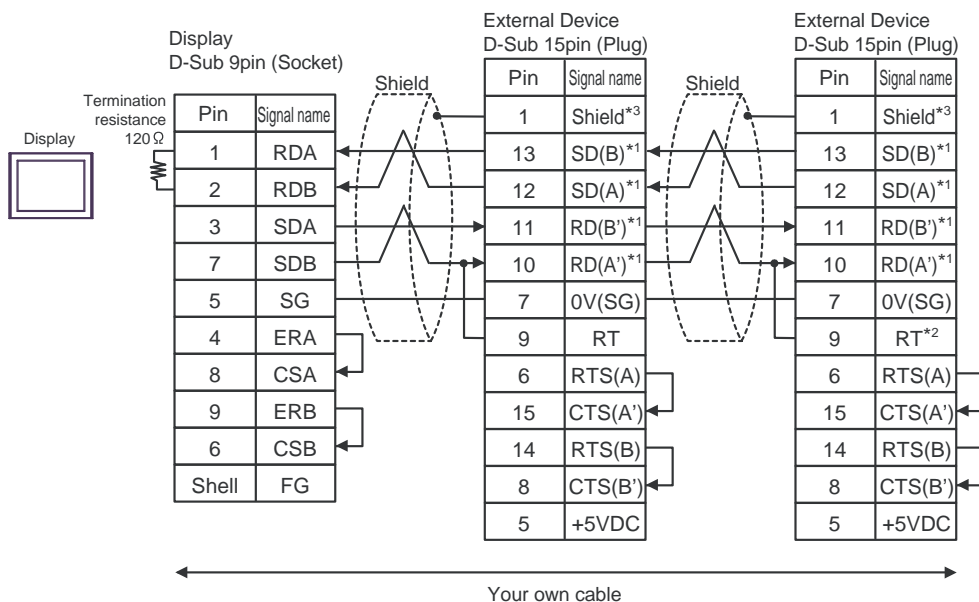 External Device
D-Sub 15pin (Plug)
External Device
D-Sub 15pin (Plug)
Display
D-Sub 9pin (Socket)
Shield
Shield
Termination
resistance
120Ω
Display
Pin Signal name
1 RDA
2 RDB
3 SDA
7 SDB
5 SG
4 ERA
8 CSA
9 ERB
6 CSB
Shell FG
Pin Signal name
1 Shield*3
13 SD(B)*1
12 SD(A)*1
11 RD(B')*1
10 RD(A')*1
7 0V(SG)
9 RT
6 RTS(A)
15 CTS(A')
14 RTS(B)
8 CTS(B')
5 +5VDC
Pin Signal name
1 Shield*3
13 SD(B)*1
12 SD(A)*1
11 RD(B')*1
10 RD(A')*1
7 0V(SG)
9 RT*2
6 RTS(A)
15 CTS(A')
14 RTS(B)
8 CTS(B')
5 +5VDC
Your own cable